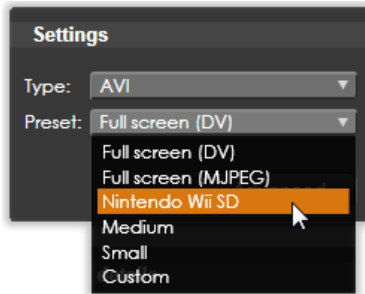 Settings
Type: AVI
Preset: Full screen (DV)
Full screen (DV)
Full screen (MJPEG)
Nintendo Wii SD
Medium
Small
Custom